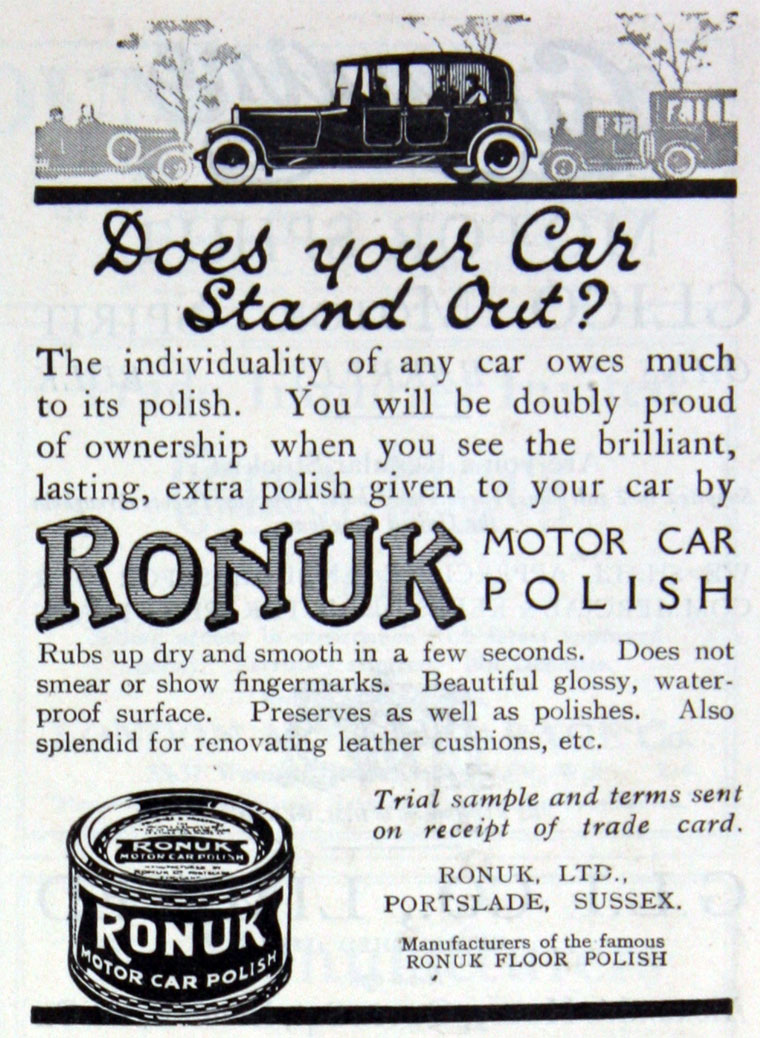 Does your Car
Stand Out?
The individuality of any car owes much
to its polish. You will be doubly proud
of ownership when you see the brilliant,
lasting, extra polish given to your car by
RONUK MOTOR CAR
POLISH
Rubs up dry and smooth in a few seconds. Does not
smear or show fingermarks. Beautiful glossy, water-
proof surface. Preserves as well as polishes. Also
splendid for renovating leather cushions, etc.
Trial sample and terms sent
on receipt of trade card.
RONUK, LTD.,
PORTSLADE, SUSSEX.
Manufacturers of the famous
RONUK FLOOR POLISH
RONUK
MOTOR CAR POLISH
RONUK
MOTOR CAR POLISH